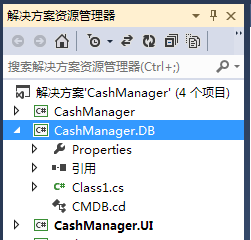 解决方案资源管理器
搜索解决方案资源管理器(Ctrl+;)
解决方案'CashManager' (4 个项目)
C# CashManager
C# CashManager.DB
Properties
引用
C# Class1.cs
CMDB.cd
C# CashManager.UI